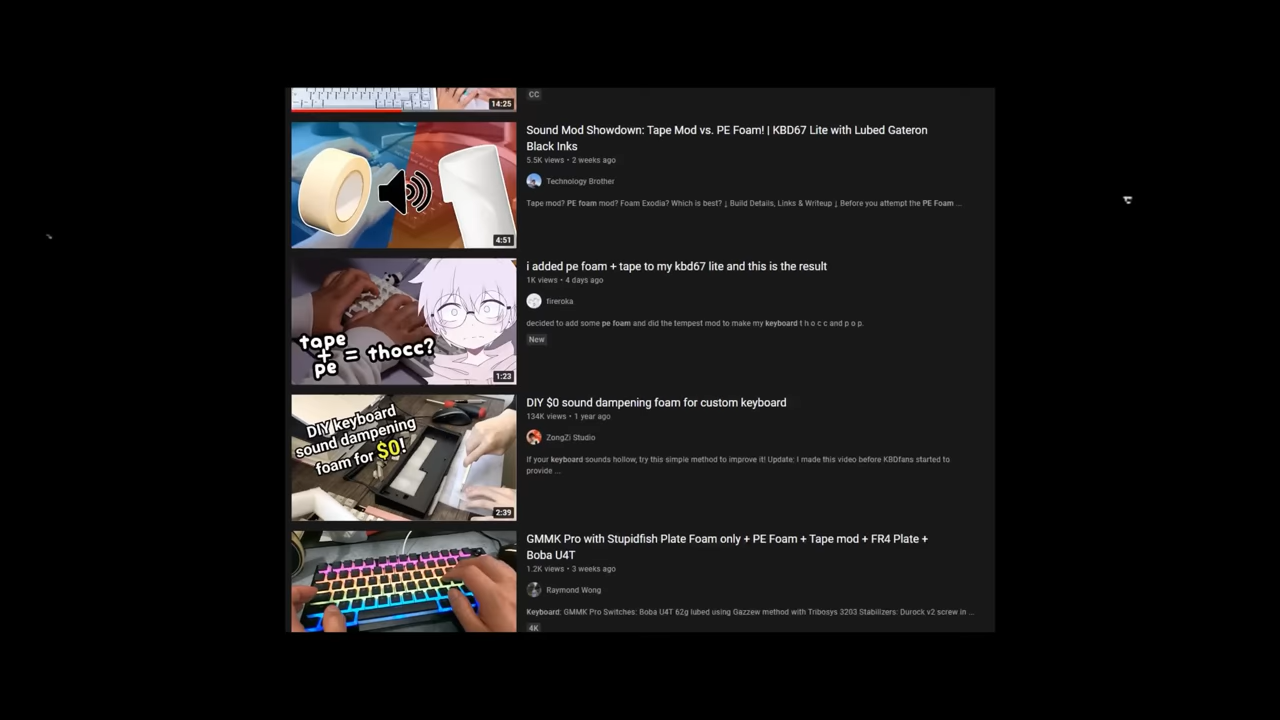 14:25
CC
Sound Mod Showdown: Tape Mod vs. PE Foam! | KBD67 Lite with Lubed Gateron
Black Inks
5.5K views • 2 weeks ago
Technology Brother
Tape mod? PE foam mod? Foam Exodia? Which is best? ↓ Build Details, Links & Writeup ↓ Before you attempt the PE Foam ...
4:51
i added pe foam + tape to my kbd67 lite and this is the result
1K views • 4 days ago
fireroka
decided to add some pe foam and did the tempest mod to make my keyboard t h o c c and p o p.
New
tape
+
pe
= thocc?
1:23
DIY $0 sound dampening foam for custom keyboard
134K views • 1 year ago
ZongZi Studio
If your keyboard sounds hollow, try this simple method to improve it! Update: I made this video before KBDfans started to
provide ...
DIY keyboard
sound dampening
foam for $0!
2:39
GMMK Pro with Stupidfish Plate Foam only + PE Foam + Tape mod + FR4 Plate +
Boba U4T
1.2K views • 3 weeks ago
Raymond Wong
Keyboard: GMMK Pro Switches: Boba U4T 62g lubed using Gazzew method with Tribosys 3203 Stabilizers: Durock v2 screw in ...
4K